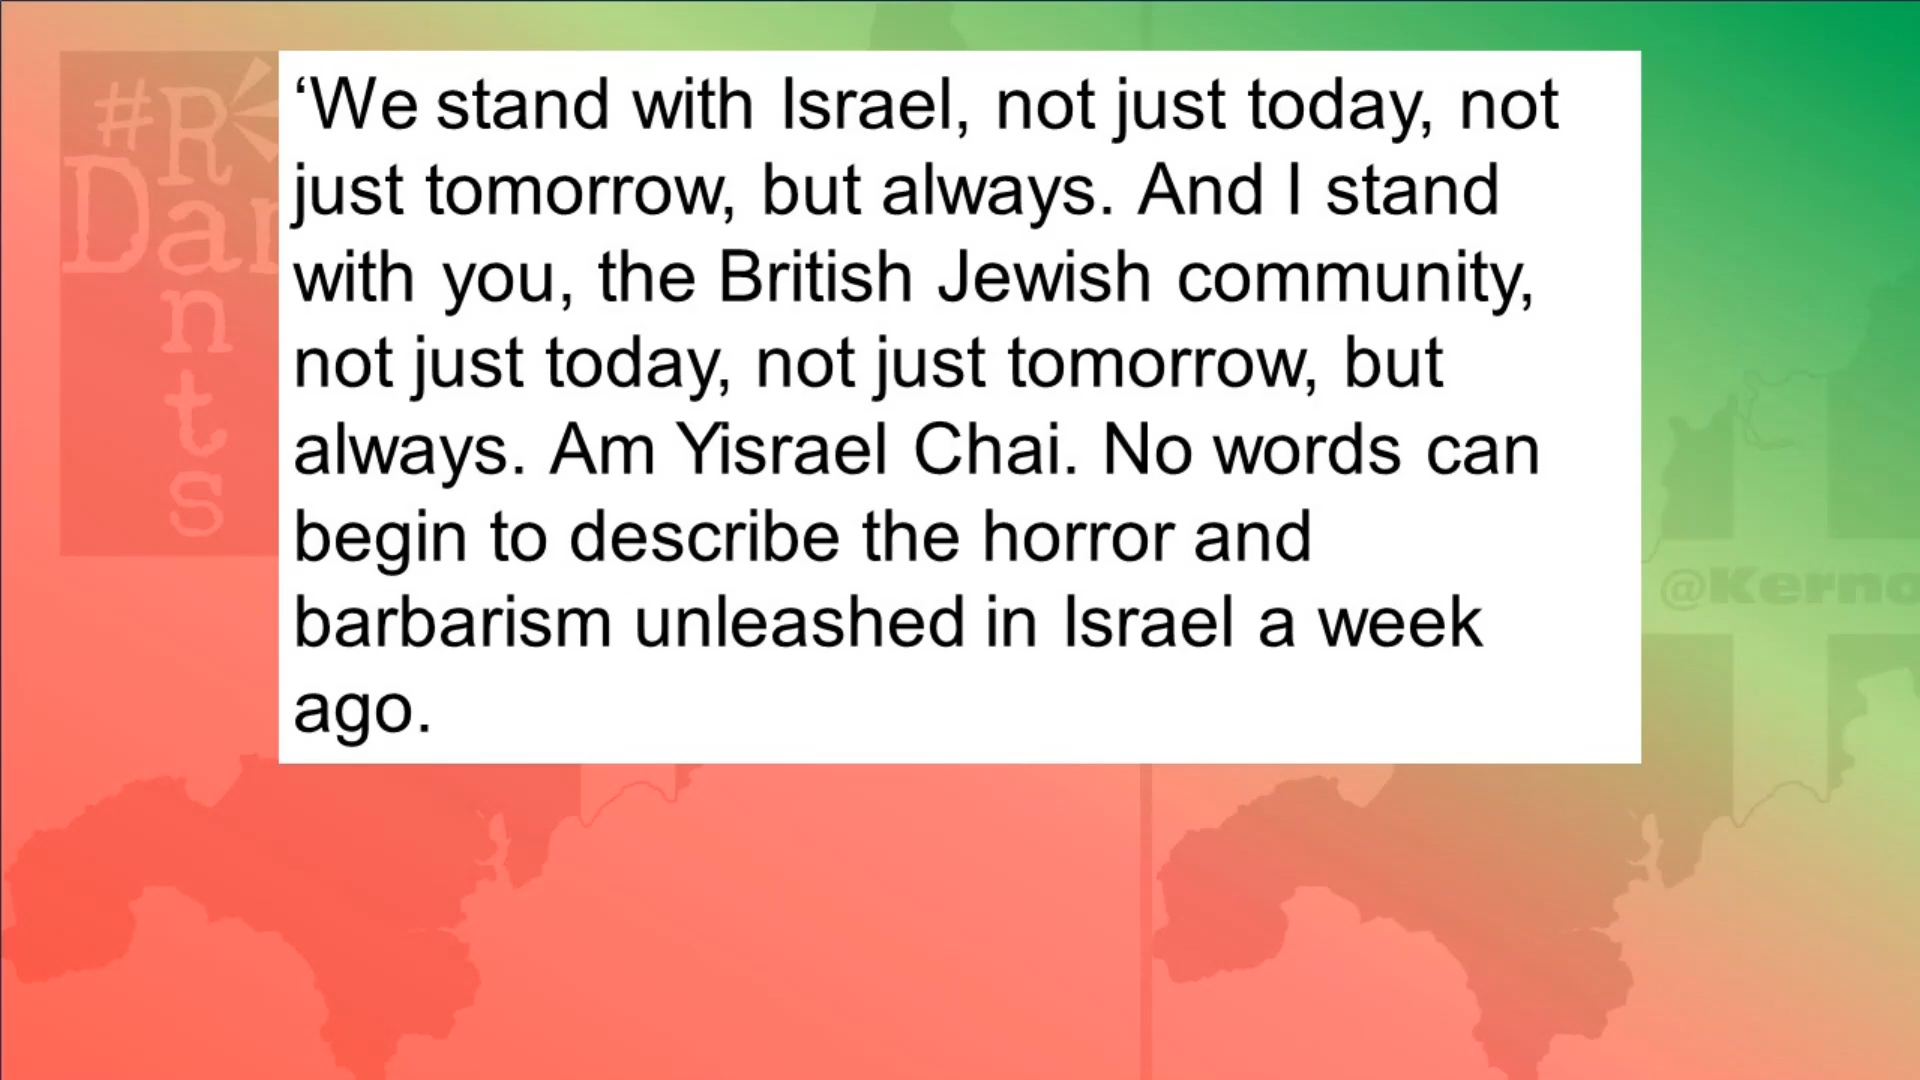 ‘We stand with Israel, not just today, not
just tomorrow, but always. And I stand
with you, the British Jewish community,
not just today, not just tomorrow, but
always. Am Yisrael Chai. No words can
begin to describe the horror and
barbarism unleashed in Israel a week
ago.
#R
Dan
n
t
s
@Kerno